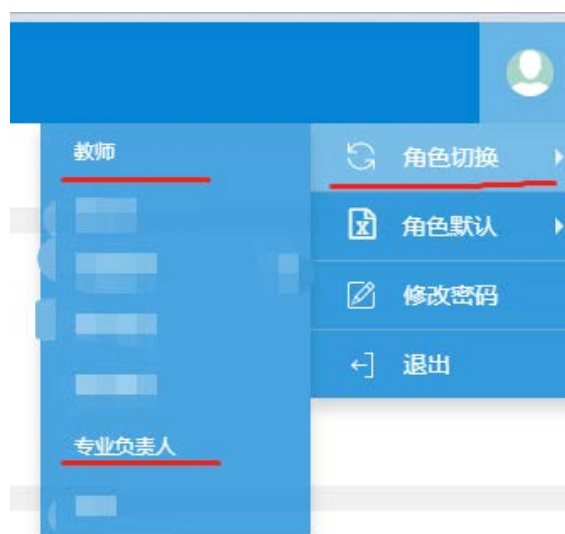 教师
专业负责人
角色切换
角色默认
修改密码
退出